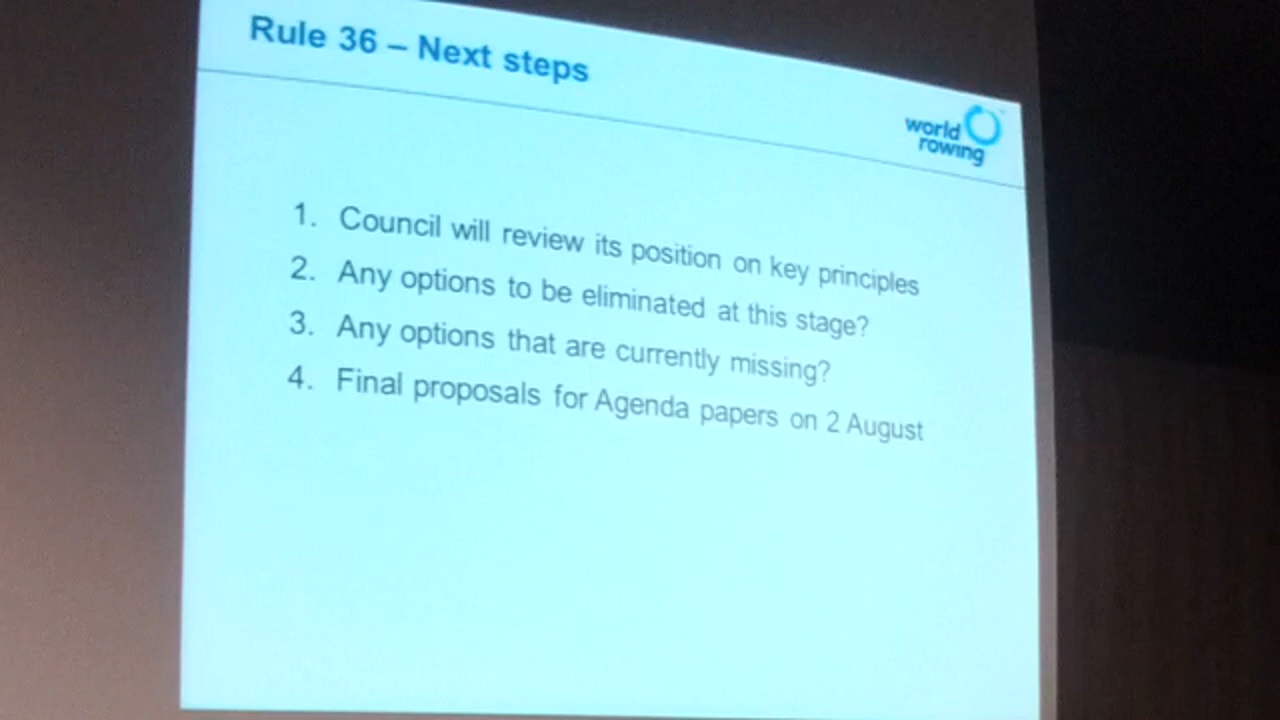 Rule 36 – Next steps
world
rowing
1. Council will review its position on key principles
2. Any options to be eliminated at this stage?
3. Any options that are currently missing?
4. Final proposals for Agenda papers on 2 August